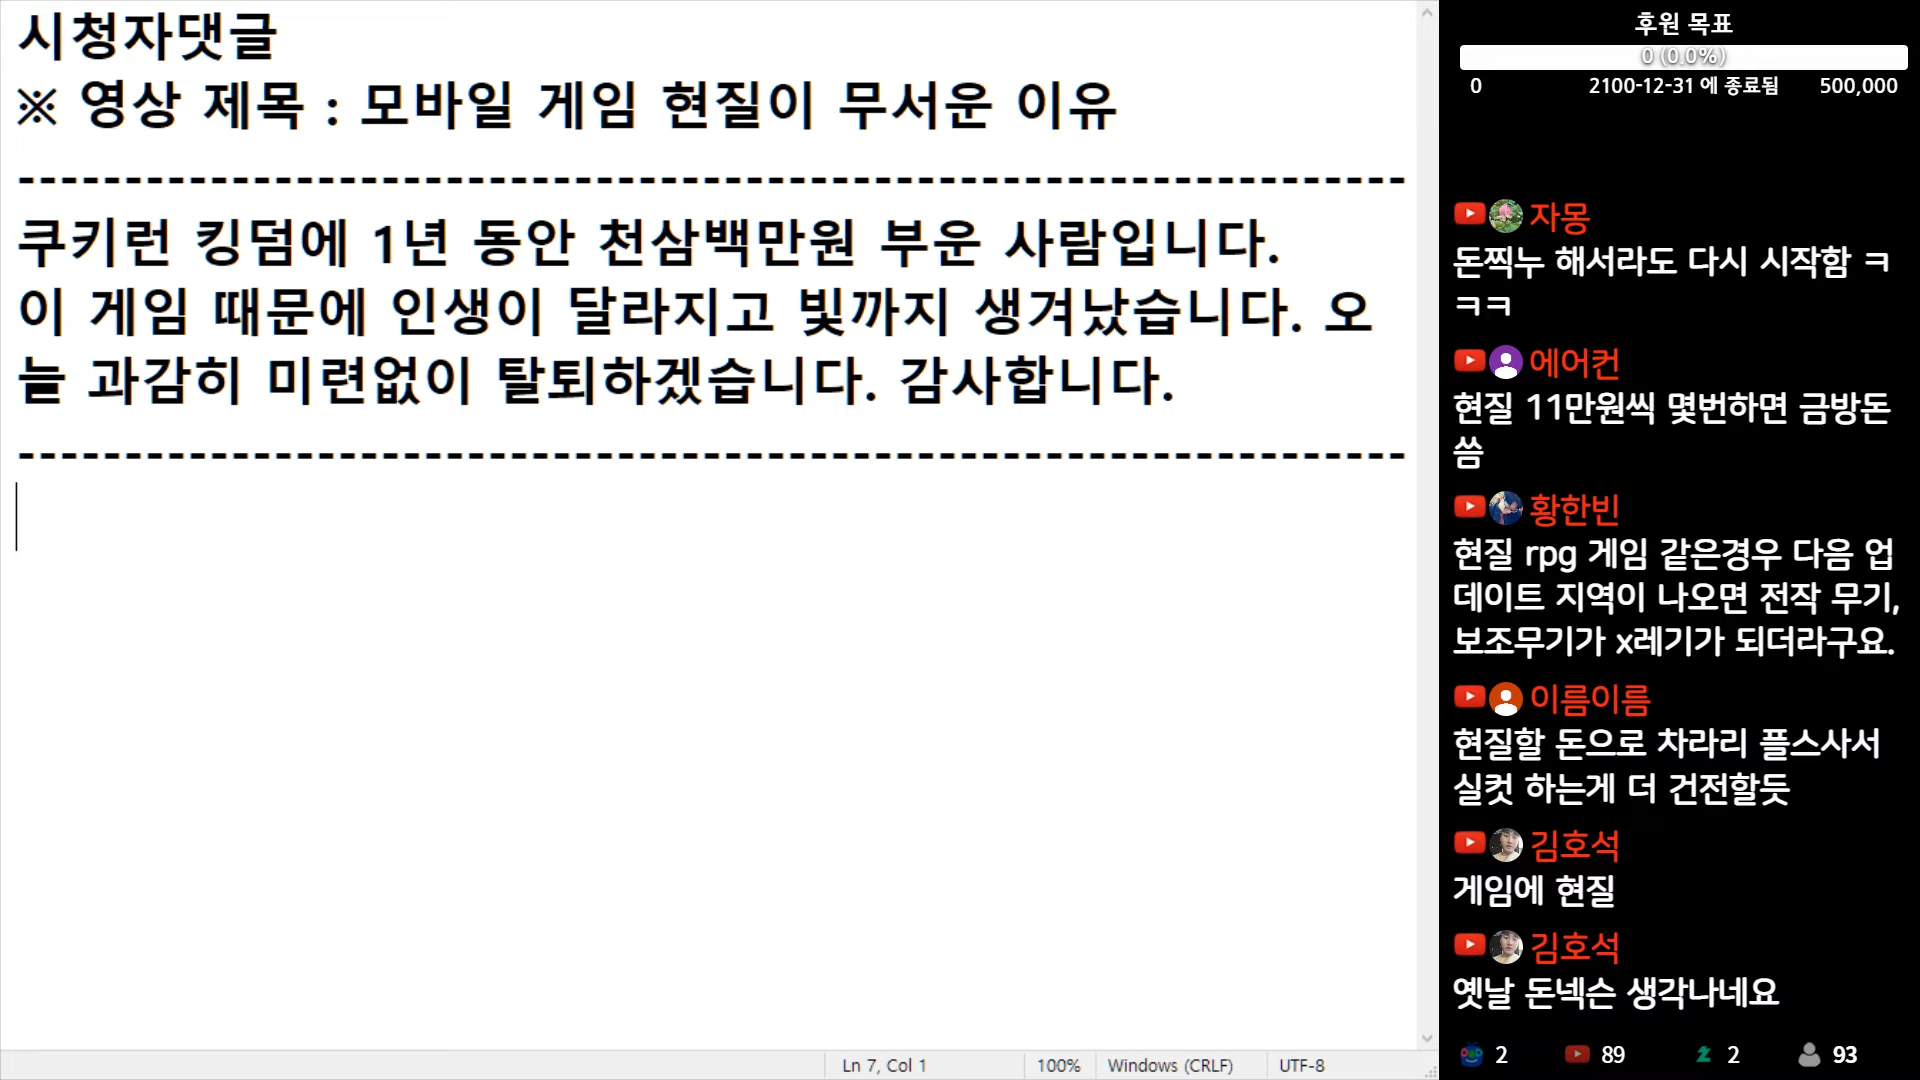 시청자댓글
※ 영상 제목 : 모바일 게임 현질이 무서운 이유
------------------------------------------------------------------
쿠키런 킹덤에 1년 동안 천삼백만원 부운 사람입니다.
이 게임 때문에 인생이 달라지고 빛까지 생겨났습니다. 오
늘 과감히 미련없이 탈퇴하겠습니다. 감사합니다.
------------------------------------------------------------------
Ln 7, Col 1 100% Windows (CRLF) UTF-8
후원 목표
0 (0.0%)
0 2100-12-31 에 종료됨 500,000
자몽
돈찍누 해서라도 다시 시작함 ㅋ
ㅋㅋ
에어컨
현질 11만원씩 몇번하면 금방돈
씀
황한빈
현질 rpg 게임 같은경우 다음 업
데이트 지역이 나오면 전작 무기,
보조무기가 x레기가 되더라구요.
이름이름
현질할 돈으로 차라리 플스사서
실컷 하는게 더 건전할듯
김호석
게임에 현질
김호석
옛날 돈넥슨 생각나네요
2 89 2 93